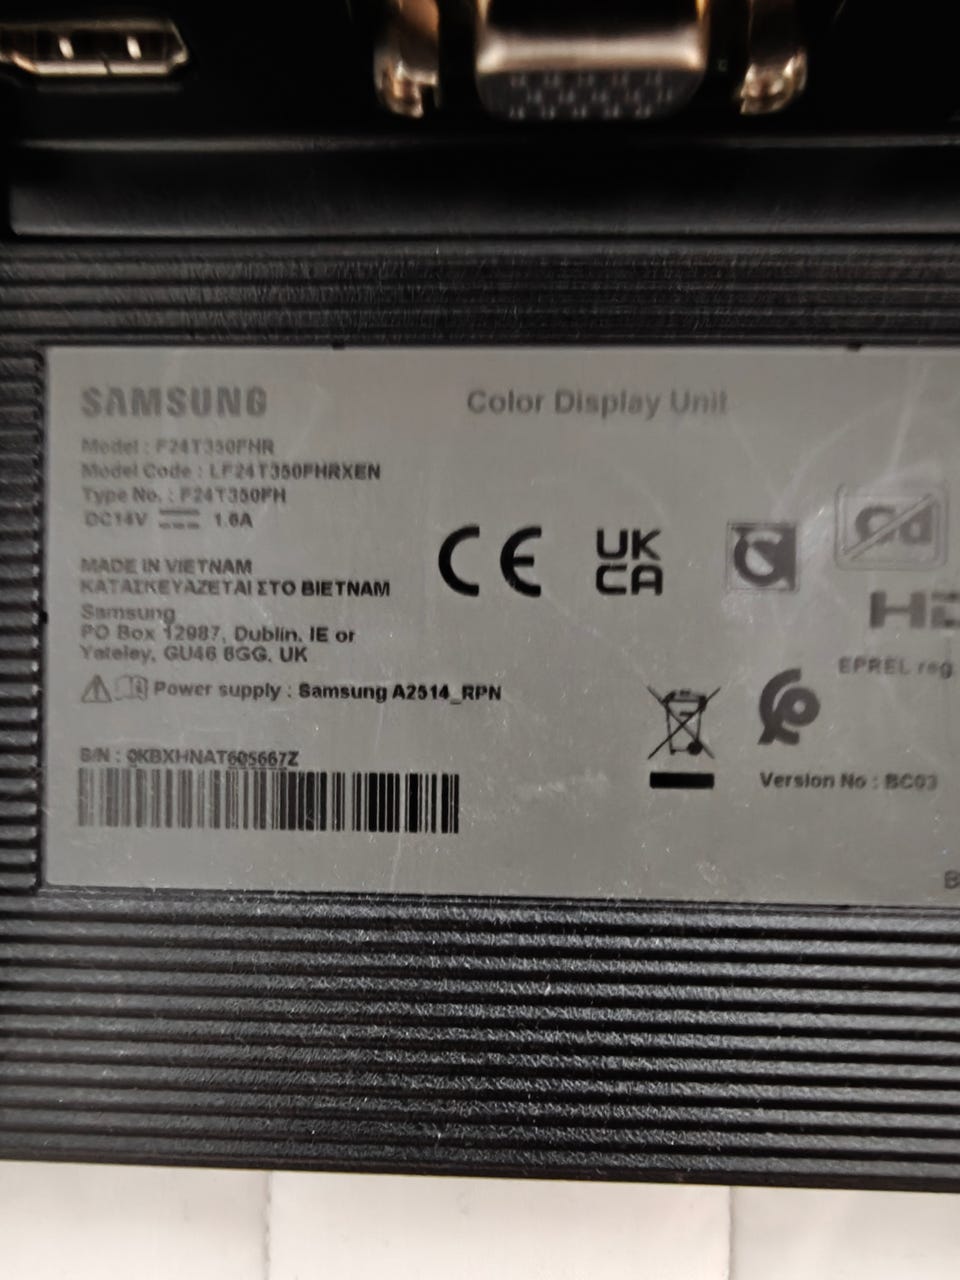 SAMSUNG
Color Display Unit
Model : F24T350FHR
Model Code : LF24T350FHRXEN
Type No. : F24T350FH
DC14V 1.6A
MADE IN VIETNAM
ΚΑΤΑΣΚΕΥΑΖΕΤΑΙ ΣΤΟ ΒΙΕΤΝΑΜ
Samsung
PO Box 12987, Dublin. IE or
Yateley, GU46 6GG. UK
Power supply : Samsung A2514_RPN
CE
UK
CA
Cd
EPREL reg
S/N : 0KBXHNAT605667Z
Version No : BC03